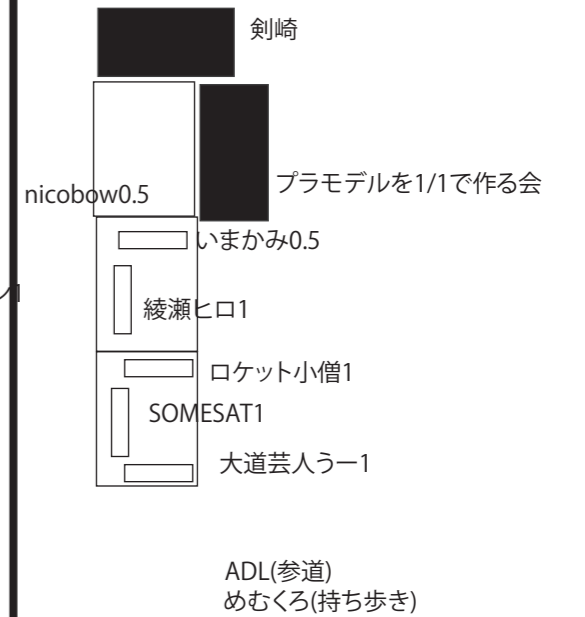 剣崎
プラモデルを1/1で作る会
nicobow0.5
いまかみ0.5
綾瀬ヒロ1
ロケット小僧1
SOMESAT1
大道芸人うー1
ADL(参道)
めむくろ(持ち歩き)